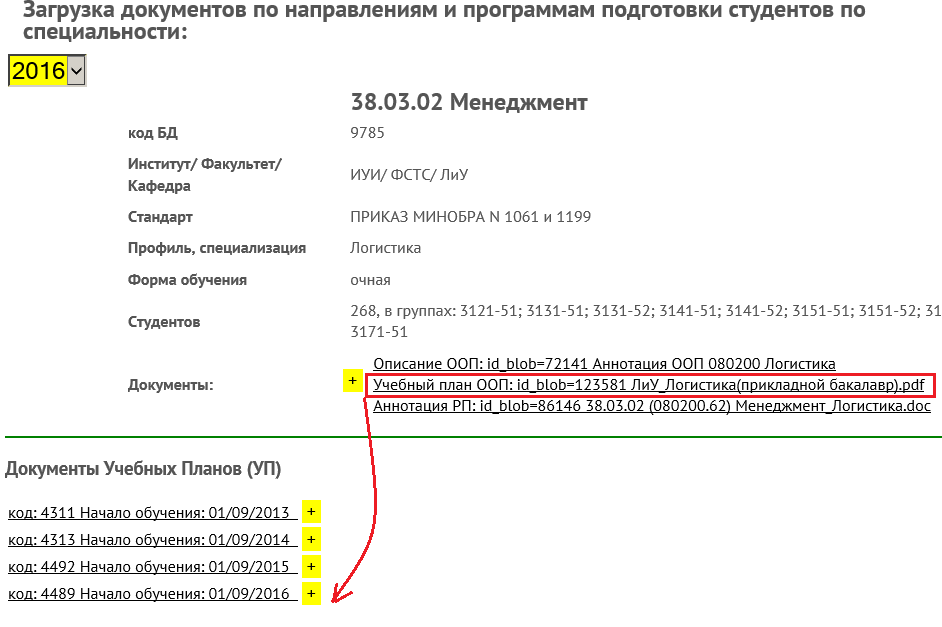 Загрузка документов по направлениям и программам подготовки студентов по
специальности:
2016
38.03.02 Менеджмент
код БД 9785
Институт/ Факультет/
Кафедра ИУИ/ ФСТС/ ЛиУ
Стандарт ПРИКАЗ МИНОБРА N 1061 и 1199
Профиль, специализация Логистика
Форма обучения очная
Студентов 268, в группах: 3121-51; 3131-51; 3131-52; 3141-51; 3141-52; 3151-51; 3151-52; 31
3171-51
Описание ООП: id_blob=72141 Аннотация ООП 080200 Логистика
Документы: + Учебный план ООП: id_blob=123581 ЛиУ_Логистика(прикладной бакалавр).pdf
Аннотация РП: id_blob=86146 38.03.02 (080200.62) Менеджмент_Логистика.doc
Документы Учебных Планов (УП)
код: 4311 Начало обучения: 01/09/2013 +
код: 4313 Начало обучения: 01/09/2014 +
код: 4492 Начало обучения: 01/09/2015 +
код: 4489 Начало обучения: 01/09/2016 +